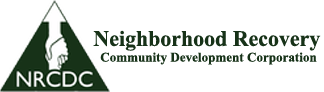 NRCDC
Neighborhood Recovery
Community Development Corporation